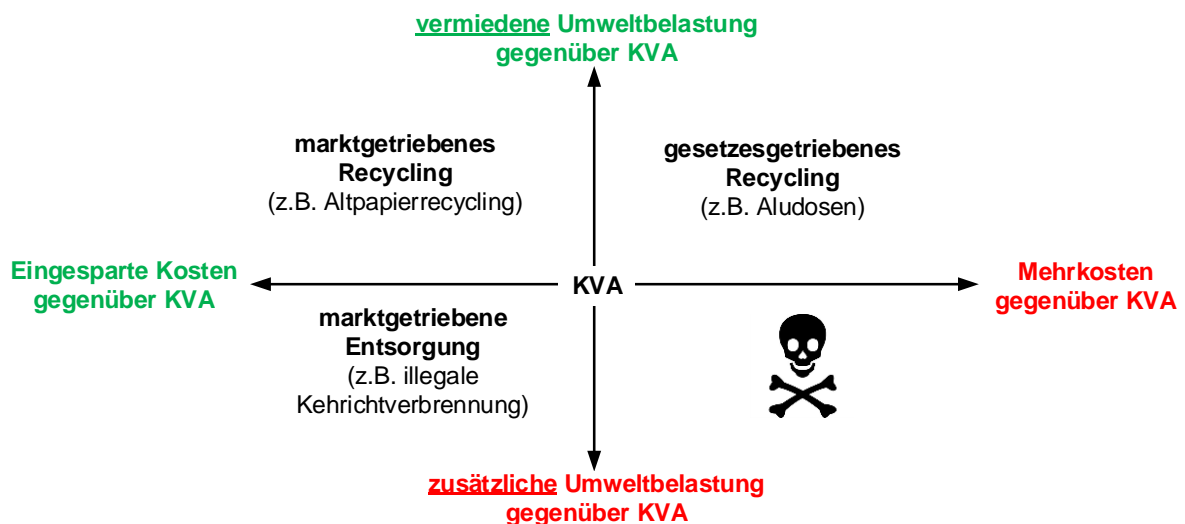 vermiedene Umweltbelastung
gegenüber KVA
marktgetriebenes
Recycling
(z.B. Altpapierrecycling)
gesetzesgetriebenes
Recycling
(z.B. Aludosen)
Eingesparte Kosten
gegenüber KVA
KVA
Mehrkosten
gegenüber KVA
marktgetriebene
Entsorgung
(z.B. illegale
Kehrichtverbrennung)
zusätzliche Umweltbelastung
gegenüber KVA